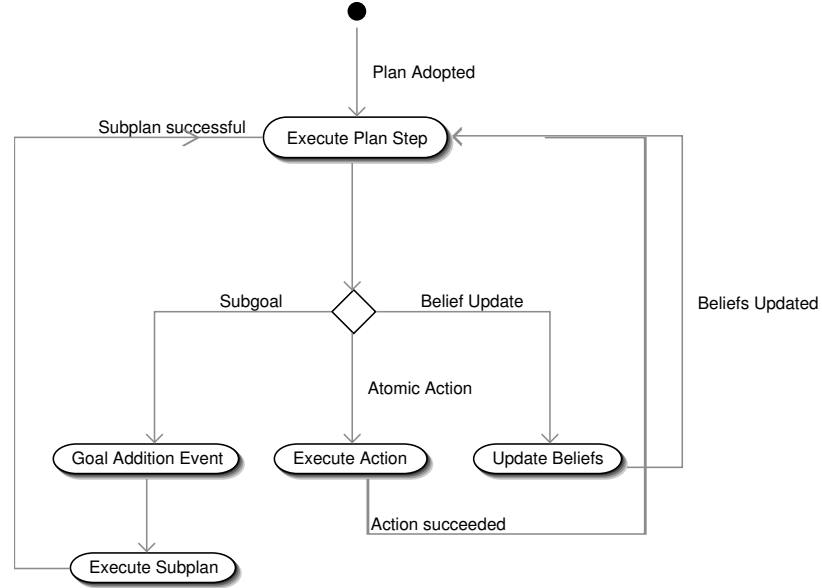 Plan Adopted
Subplan successful
Execute Plan Step
Subgoal
Belief Update
Beliefs Updated
Atomic Action
Goal Addition Event
Execute Action
Update Beliefs
Action succeeded
Execute Subplan